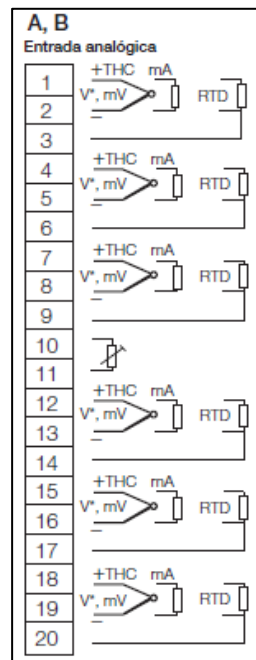 A, B
Entrada analógica
+THC mA
1
V*, mV RTD
2
−
3
+THC mA
4
V*, mV RTD
5
−
6
+THC mA
7
V*, mV RTD
8
−
9
10
11
+THC mA
12
V*, mV RTD
13
−
14
+THC mA
15
V*, mV RTD
16
−
17
+THC mA
18
V*, mV RTD
19
−
20